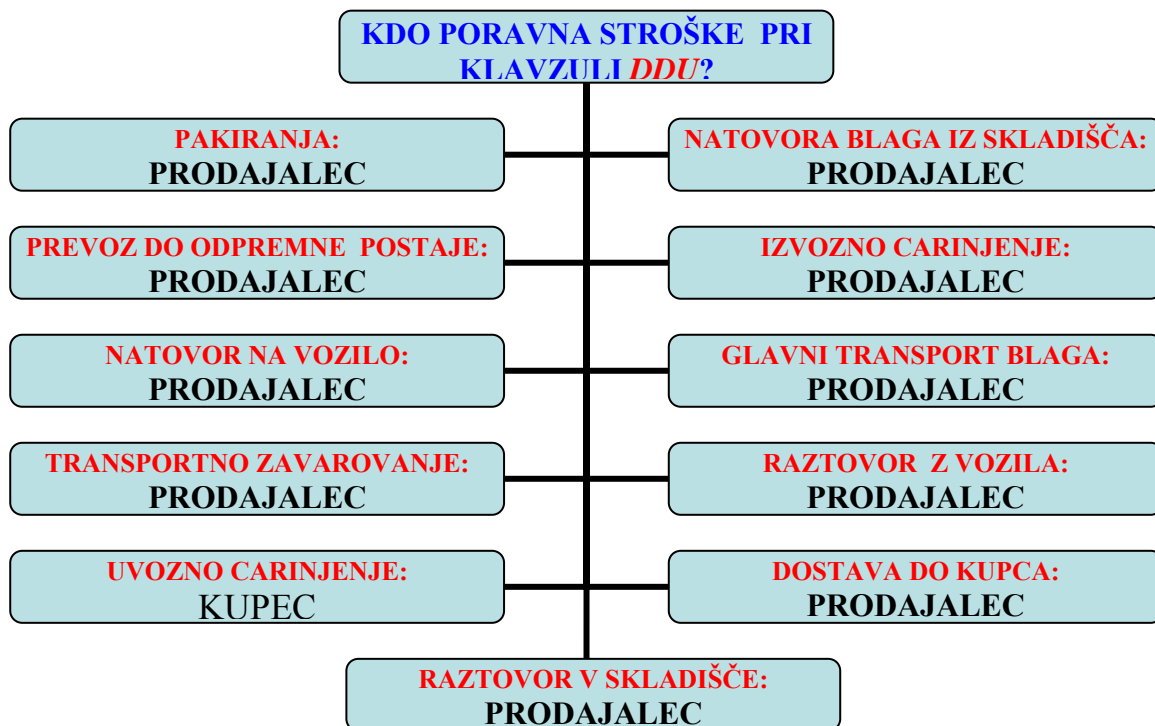 KDO PORAVNA STROŠKE PRI
KLAVZULI DDU?
PAKIRANJA:
PRODAJALEC
NATOVORA BLAGA IZ SKLADIŠČA:
PRODAJALEC
PREVOZ DO ODPREMNE POSTAJE:
PRODAJALEC
IZVOZNO CARINJENJE:
PRODAJALEC
NATOVOR NA VOZILO:
PRODAJALEC
GLAVNI TRANSPORT BLAGA:
PRODAJALEC
TRANSPORTNO ZAVAROVANJE:
PRODAJALEC
RAZTOVOR Z VOZILA:
PRODAJALEC
UVOZNO CARINJENJE:
KUPEC
DOSTAVA DO KUPCA:
PRODAJALEC
RAZTOVOR V SKLADIŠČE:
PRODAJALEC